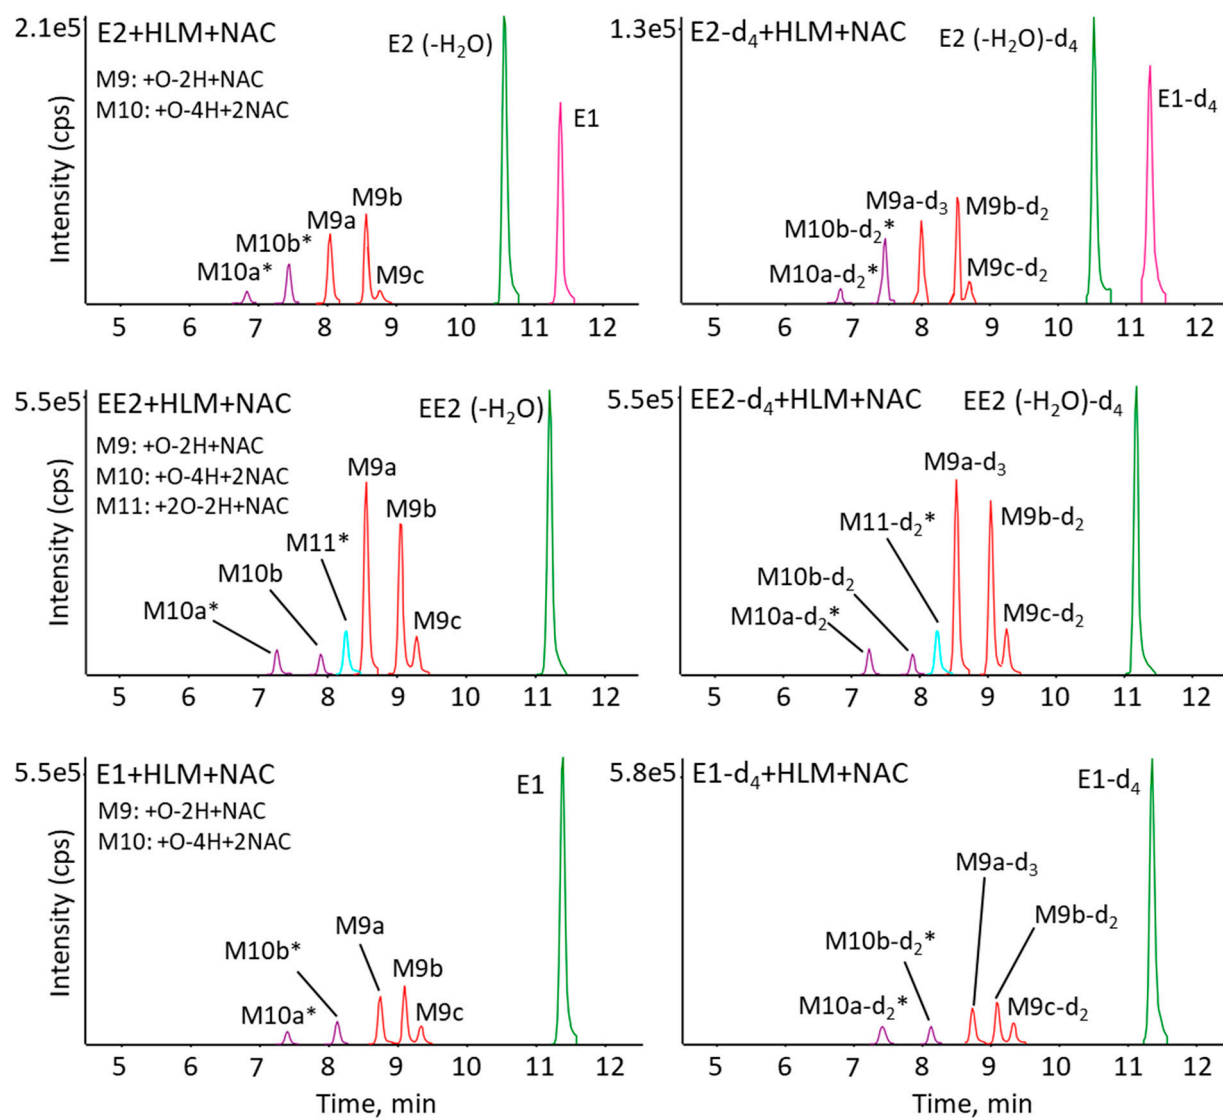 2.1e5
E2+HLM+NAC
M9: +O-2H+NAC
M10: +O-4H+2NAC
E2 (-H₂O)
E1
M9b
M9a
M10b*
M10a*
M9c
Intensity (cps)
5 6 7 8 9 10 11 12
1.3e5
E2-d₄+HLM+NAC
E2 (-H₂O)-d₄
E1-d₄
M9a-d₃
M9b-d₂
M10b-d₂*
M10a-d₂*
M9c-d₂
5 6 7 8 9 10 11 12
5.5e5
EE2+HLM+NAC
M9: +O-2H+NAC
M10: +O-4H+2NAC
M11: +2O-2H+NAC
EE2 (-H₂O)
M9a
M9b
M11*
M10b
M10a*
M9c
Intensity (cps)
5 6 7 8 9 10 11 12
5.5e5
EE2-d₄+HLM+NAC
EE2 (-H₂O)-d₄
M9a-d₃
M9b-d₂
M11-d₂*
M10b-d₂
M10a-d₂*
M9c-d₂
5 6 7 8 9 10 11 12
5.5e5
E1+HLM+NAC
M9: +O-2H+NAC
M10: +O-4H+2NAC
E1
M9a
M10b*
M9b
M10a*
M9c
Intensity (cps)
5 6 7 8 9 10 11 12
Time, min
5.8e5
E1-d₄+HLM+NAC
E1-d₄
M9a-d₃
M9b-d₂
M10b-d₂*
M10a-d₂*
M9c-d₂
5 6 7 8 9 10 11 12
Time, min